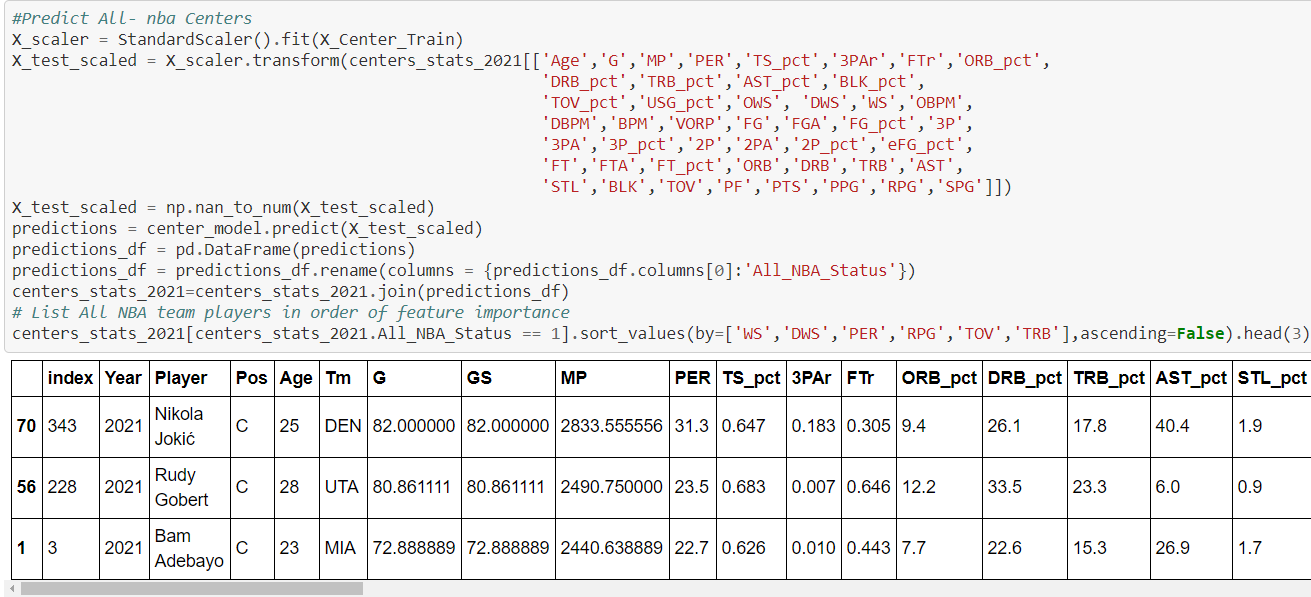 #Predict All- nba Centers
X_scaler = StandardScaler().fit(X_Center_Train)
X_test_scaled = X_scaler.transform(centers_stats_2021[['Age','G','MP','PER','TS_pct','3PAr','FTr','ORB_pct',
'DRB_pct','TRB_pct','AST_pct','BLK_pct',
'TOV_pct','USG_pct','OWS', 'DWS','WS','OBPM',
'DBPM','BPM','VORP','FG','FGA','FG_pct','3P',
'3PA','3P_pct','2P','2PA','2P_pct','eFG_pct',
'FT','FTA','FT_pct','ORB','DRB','TRB','AST',
'STL','BLK','TOV','PF','PTS','PPG','RPG','SPG']])
X_test_scaled = np.nan_to_num(X_test_scaled)
predictions = center_model.predict(X_test_scaled)
predictions_df = pd.DataFrame(predictions)
predictions_df = predictions_df.rename(columns = {predictions_df.columns[0]:'All_NBA_Status'})
centers_stats_2021=centers_stats_2021.join(predictions_df)
# List All NBA team players in order of feature importance
centers_stats_2021[centers_stats_2021.All_NBA_Status == 1].sort_values(by=['WS','DWS','PER','RPG','TOV','TRB'],ascending=False).head(3)
index Year Player Pos Age Tm G GS MP PER TS_pct 3PAr FTr ORB_pct DRB_pct TRB_pct AST_pct STL_pct
70 343 2021 Nikola Jokić C 25 DEN 82.000000 82.000000 2833.555556 31.3 0.647 0.183 0.305 9.4 26.1 17.8 40.4 1.9
56 228 2021 Rudy Gobert C 28 UTA 80.861111 80.861111 2490.750000 23.5 0.683 0.007 0.646 12.2 33.5 23.3 6.0 0.9
1 3 2021 Bam Adebayo C 23 MIA 72.888889 72.888889 2440.638889 22.7 0.626 0.010 0.443 7.7 22.6 15.3 26.9 1.7